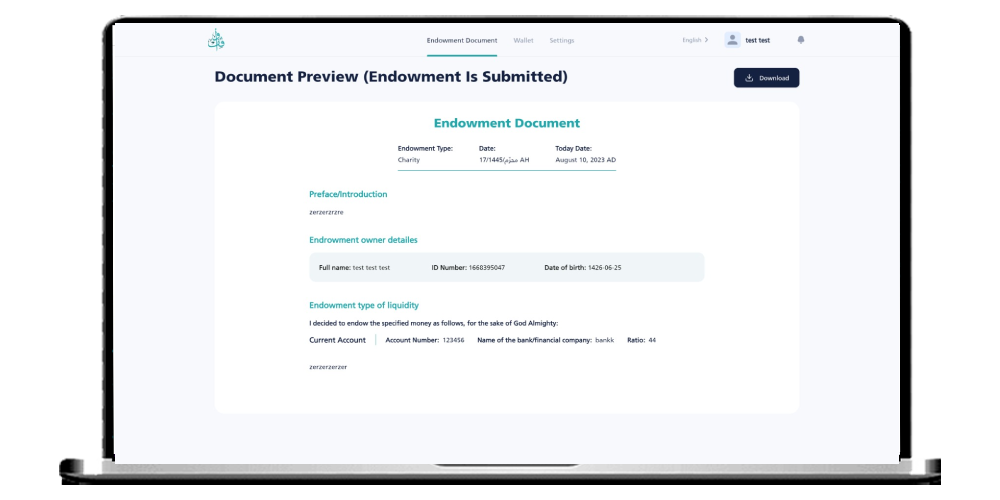 Endowment Document Wallet Settings English > test test
Document Preview (Endowment Is Submitted)
Download
Endowment Document
Endowment Type: Date: Today Date:
Charity 17/محرّم/1445 AH August 10, 2023 AD
Preface/Introduction
zerzerzrzre
Endrowment owner detailes
Full name: test test test ID Number: 1668395047 Date of birth: 1426-06-25
Endowment type of liquidity
I decided to endow the specified money as follows, for the sake of God Almighty:
Current Account Account Number: 123456 Name of the bank/financial company: bankk Ratio: 44
zerzerzerzer